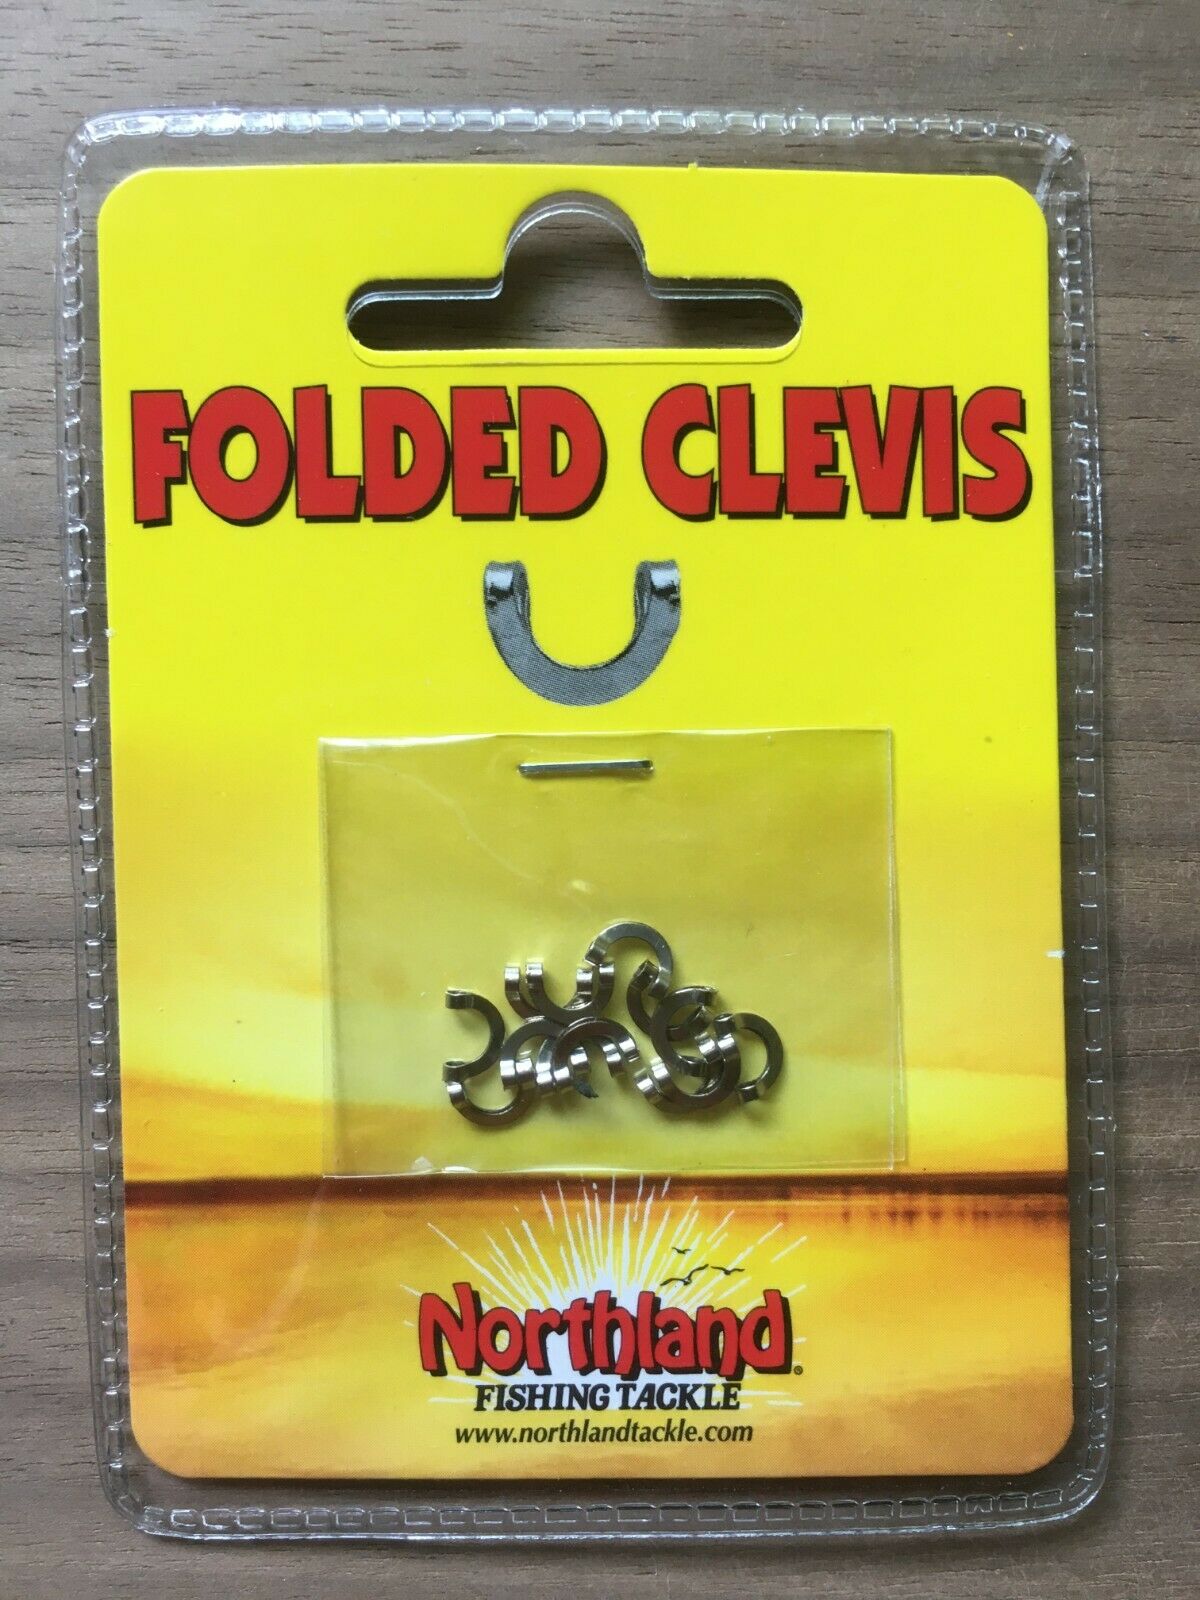 FOLDED CLEVIS
Northland®
FISHING TACKLE
www.northlandtackle.com